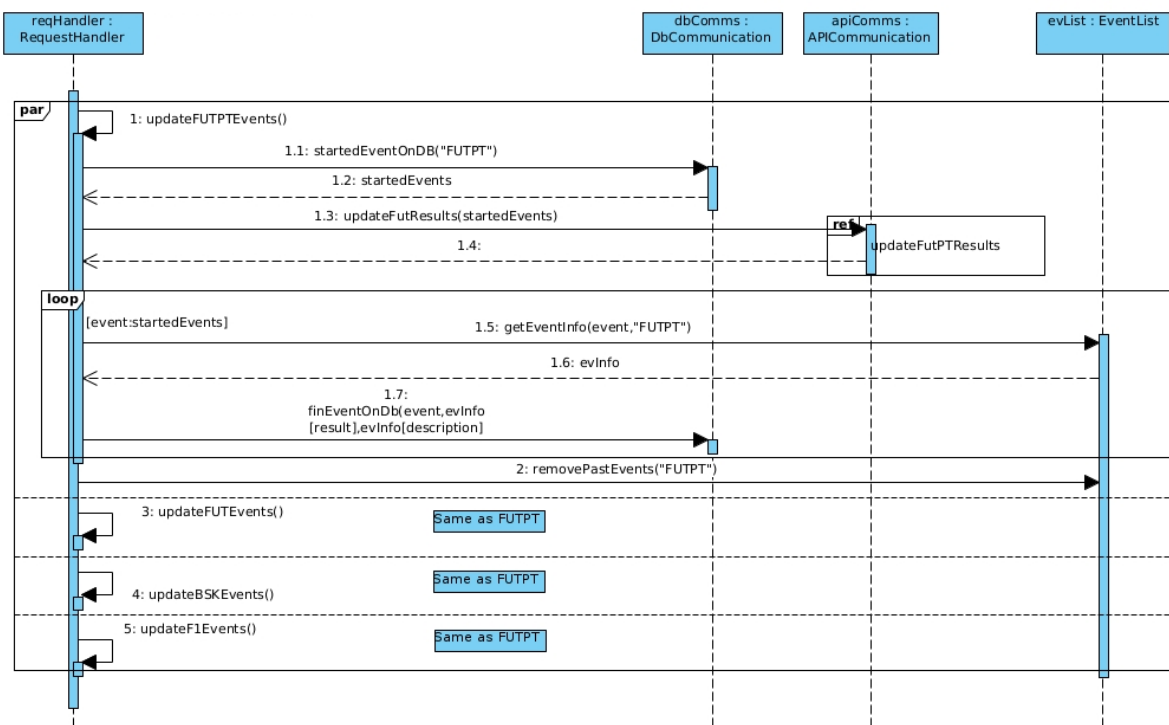 reqHandler :
RequestHandler
dbComms :
DbCommunication
apiComms :
APICommunication
evList : EventList
par
1: updateFUTPTEvents()
1.1: startedEventOnDB("FUTPT")
1.2: startedEvents
1.3: updateFutResults(startedEvents)
ref
1.4:
updateFutPTResults
loop
[event:startedEvents]
1.5: getEventInfo(event,"FUTPT")
1.6: evInfo
1.7:
finEventOnDb(event,evInfo
[result],evInfo[description]
2: removePastEvents("FUTPT")
3: updateFUTEvents()
Same as FUTPT
Same as FUTPT
4: updateBSKEvents()
5: updateF1Events()
Same as FUTPT